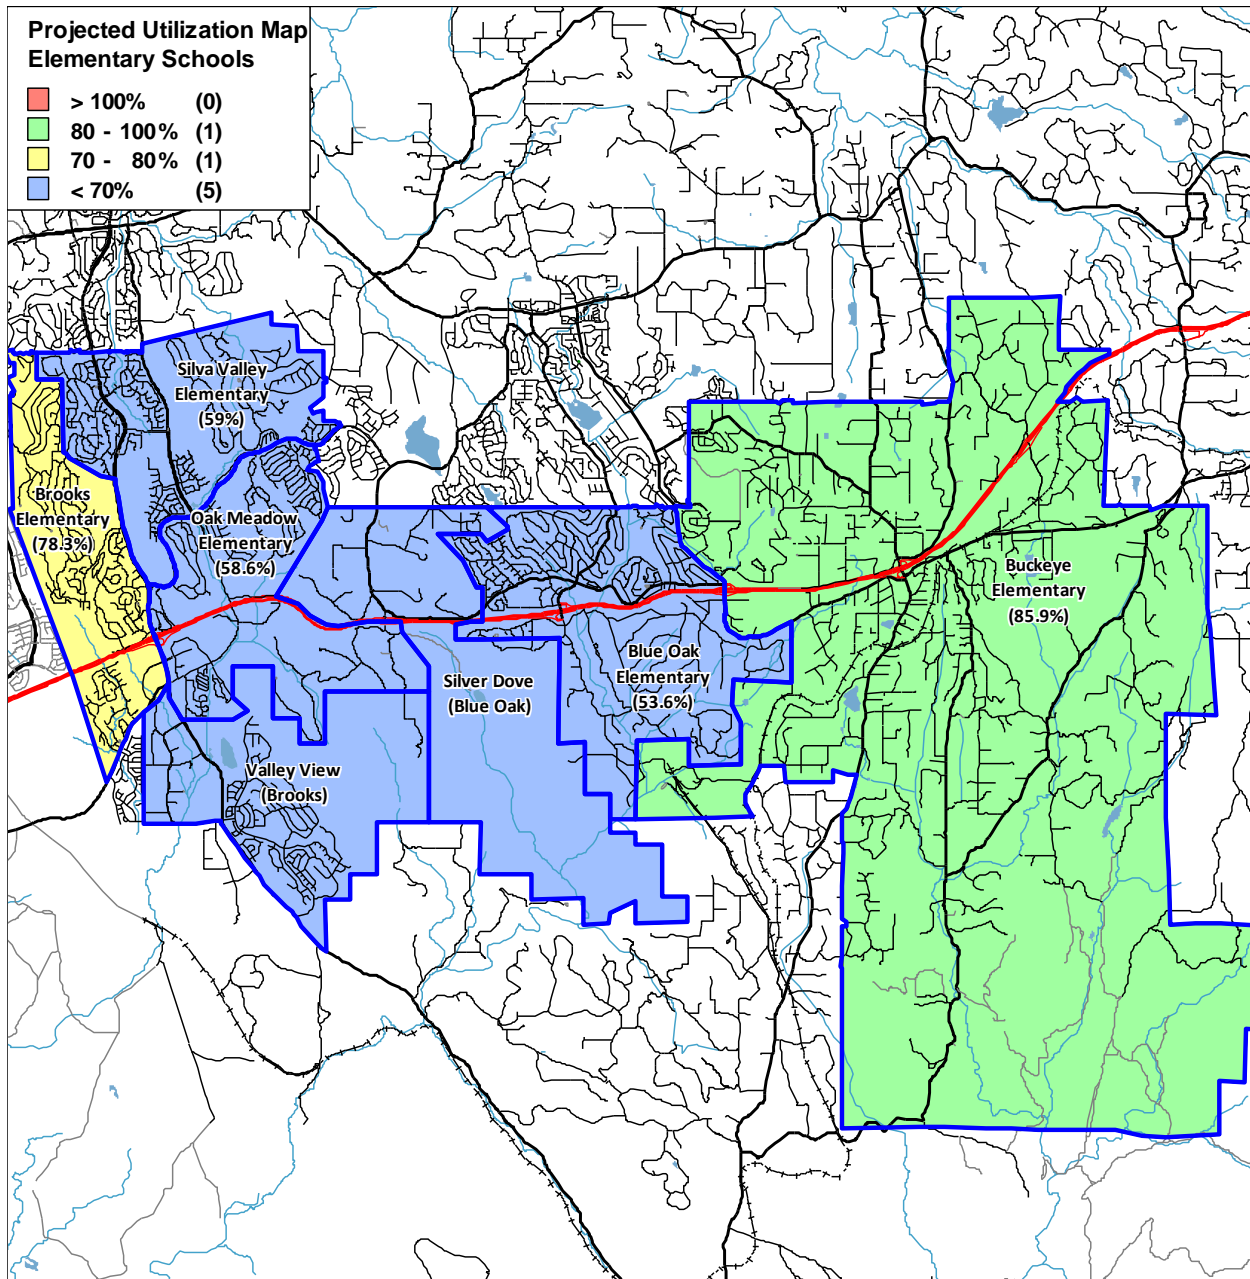 Projected Utilization Map
Elementary Schools
> 100% (0)
80 - 100% (1)
70 - 80% (1)
< 70% (5)
Silva Valley
Elementary
(59%)
Brooks
Elementary
(78.3%)
Oak Meadow
Elementary
(58.6%)
Buckeye
Elementary
(85.9%)
Blue Oak
Elementary
(53.6%)
Silver Dove
(Blue Oak)
Valley View
(Brooks)